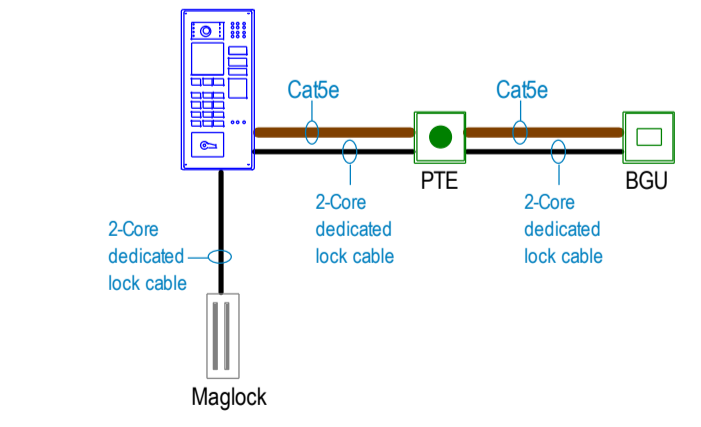 Cat5e
Cat5e
PTE
BGU
2-Core
dedicated
lock cable
2-Core
dedicated
lock cable
2-Core
dedicated
lock cable
Maglock